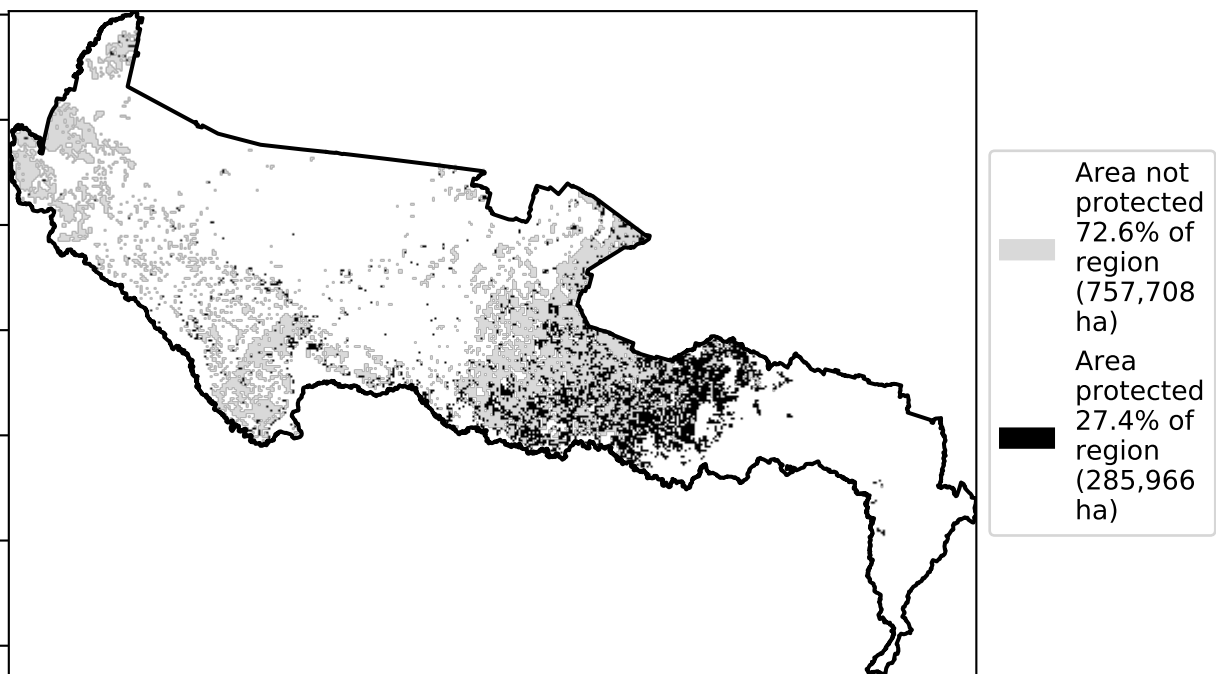 Area not
protected
72.6% of
region
(757,708
ha)
Area
protected
27.4% of
region
(285,966
ha)